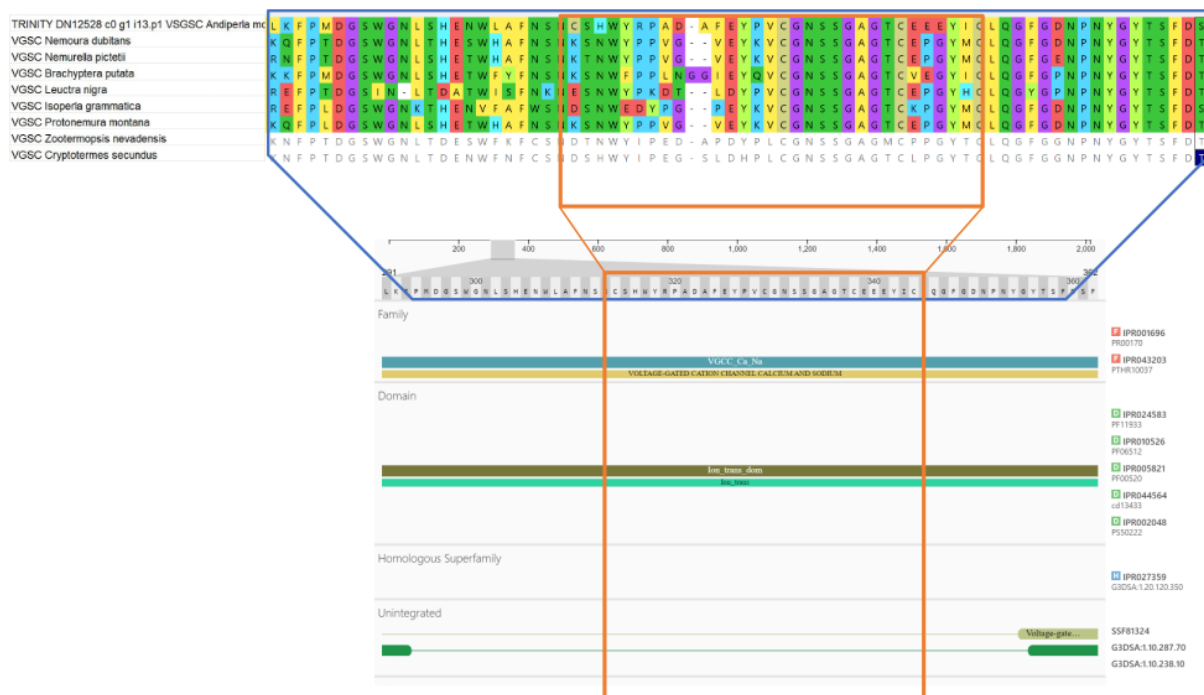 TRINITY DN12528 c0 g1 i13.p1 VSGSC Andiperla mo L K F P M D G S W G N L S H E N W L A F N S N C S H W Y R P A D - A F E Y P V C G N S S G A G T C E E E Y I C L Q G F G D N P N Y G Y T S F D S
VGSC Nemoura dubitans K Q F P T D G S W G N L T H E S W H A F N S N K S N W Y P P V G - - V E Y K V C G N S S G A G T C E P G Y M C L Q G F G D N P N Y G Y T S F D T
VGSC Nemurella pictetii R N F P T D G S W G N L S H E T W H A F N S N K T N W Y P P V G - - V E Y K V C G N S S G A G T C E P G Y M C L Q G F G E N P N Y G Y T S F D T
VGSC Brachyptera putata K K F P M D G S W G N L S H E T W F Y F N S N K S N W F P P L N G G I E Y Q V C G N S S G A G T C V E G Y I C L Q G Y G P N P N Y G Y T S F D T
VGSC Leuctra nigra R E F P T D G S I N - L T D A T W I S F N K N E S N W Y P K D T - - L D Y P V C G N S S G A G T C E P G Y H C L Q G Y G P N P N Y G Y T S F D T
VGSC Isoperla grammatica R E F P L D G S W G N K T H E N V F A F W S N D S N W E D Y P G - - P E Y K V C G N S S G A G T C K P G Y M C L Q G F G D N P N Y G Y T S F D T
VGSC Protonemura montana K Q F P L D G S W G N L S H E T W H A F N S N K S N W Y P P V G - - V E Y K V C G N S S G A G T C E P G Y M C L Q G F G D N P N Y G Y T S F D T
VGSC Zootermopsis nevadensis K N F P T D G S W G N L T D E S W F K F C S N D T N W Y I P E D - A P D Y P L C G N S S G A G M C P P G Y T C L Q G F G G N P N Y G Y T S F D T
VGSC Cryptotermes secundus K N F P T D G S W G N L T D E N W F N F C S N D S H W Y I P E G - S L D H P L C G N S S G A G T C L P G Y T C L Q G F G G N P N Y G Y T S F D T
200 400 600 800 1,000 1,200 1,400 1,600 1,800 2,000
300 320 340 360
Family
F IPR001696
PR00170
VGCC_Ca_Na
F IPR043203
PTHR10037
VOLTAGE-GATED CATION CHANNEL CALCIUM AND SODIUM
Domain
D IPR024583
PF11933
D IPR010526
PF06512
Ion_trans_dom
D IPR005821
PF00520
Ion_trans
D IPR044564
cd13433
D IPR002048
PS50222
Homologous Superfamily
H IPR027359
G3DSA:1.20.120.350
Unintegrated
Voltage-gate...
SSF81324
G3DSA:1.10.287.70
G3DSA:1.10.238.10